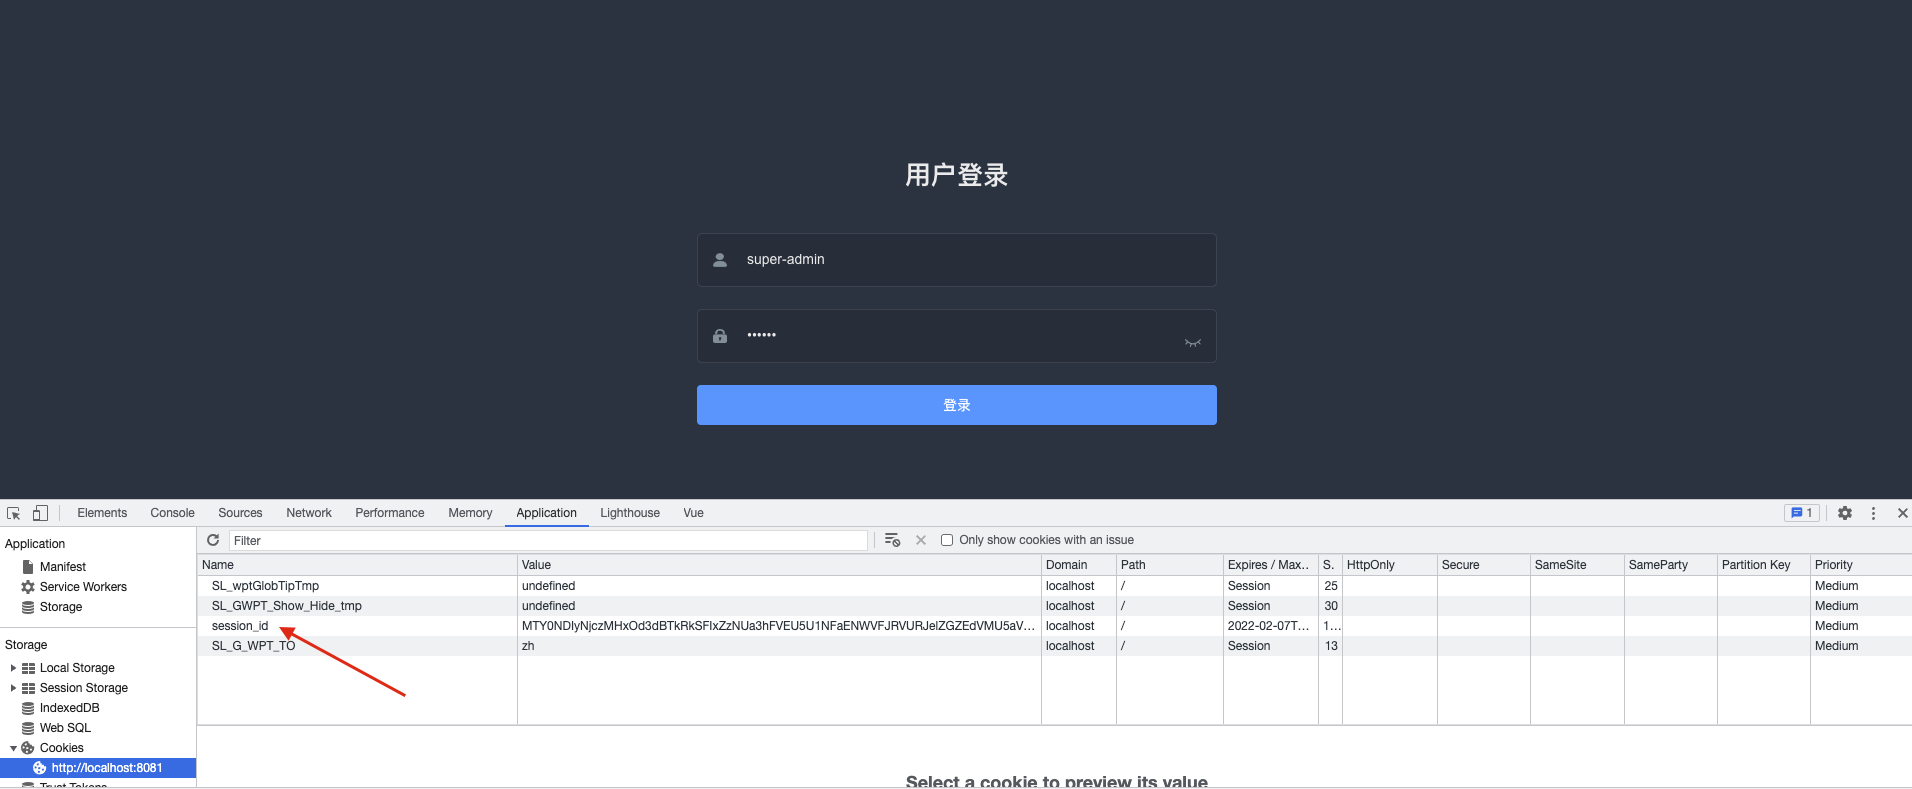 用户登录
super-admin
••••••
登录
Elements Console Sources Network Performance Memory Application Lighthouse Vue 1
Application
Manifest
Service Workers
Storage
Storage
Local Storage
Session Storage
IndexedDB
Web SQL
Cookies
http://localhost:8081
Trust Tokens
Filter Only show cookies with an issue
Name Value Domain Path Expires / Max... S. HttpOnly Secure SameSite SameParty Partition Key Priority
SL_wptGlobTipTmp undefined localhost / Session 25 Medium
SL_GWPT_Show_Hide_tmp undefined localhost / Session 30 Medium
session_id MTY0NDIyNjczMHxOd3dBTkRkSFIxZzNUa3hFVEU5U1NFaENWVFJRVURJelZGZEdVMU5aV... localhost / 2022-02-07T... 1... Medium
SL_G_WPT_TO zh localhost / Session 13 Medium
Select a cookie to preview its value